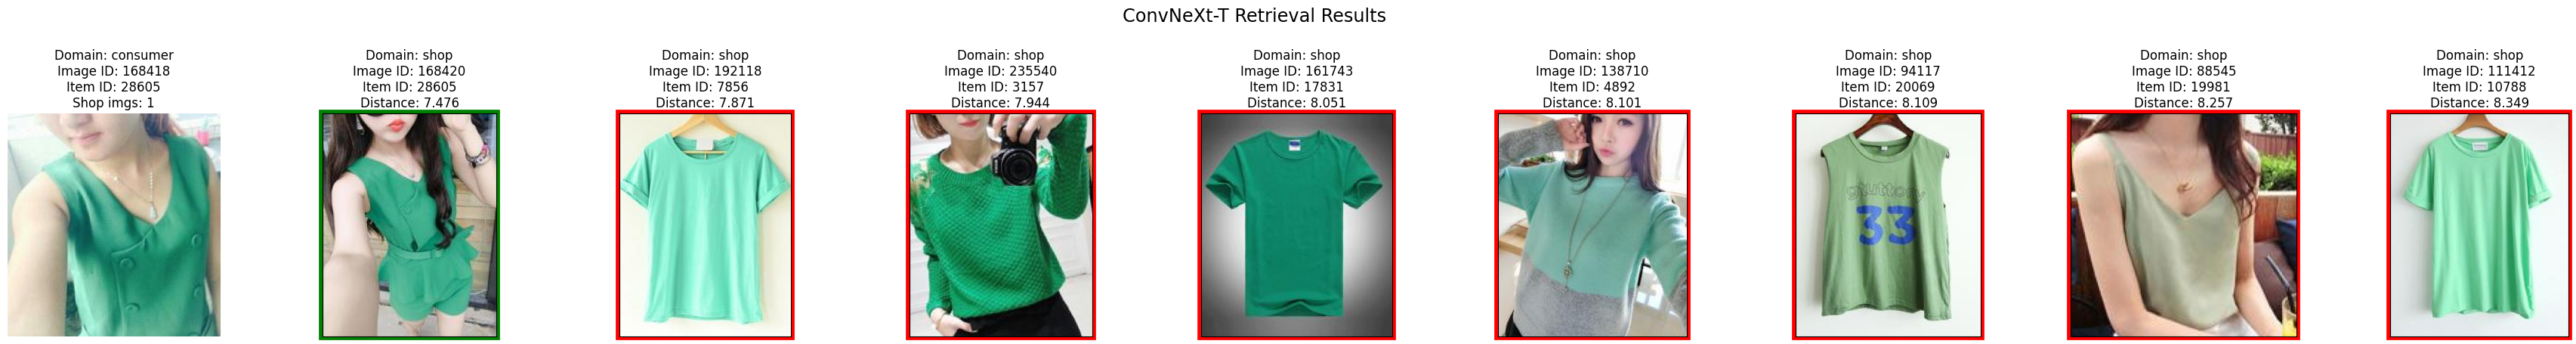 ConvNeXt-T Retrieval Results
Domain: consumer
Image ID: 168418
Item ID: 28605
Shop imgs: 1
Domain: shop
Image ID: 168420
Item ID: 28605
Distance: 7.476
Domain: shop
Image ID: 192118
Item ID: 7856
Distance: 7.871
Domain: shop
Image ID: 235540
Item ID: 3157
Distance: 7.944
Domain: shop
Image ID: 161743
Item ID: 17831
Distance: 8.051
Domain: shop
Image ID: 138710
Item ID: 4892
Distance: 8.101
Domain: shop
Image ID: 94117
Item ID: 20069
Distance: 8.109
gluttony
33
Domain: shop
Image ID: 88545
Item ID: 19981
Distance: 8.257
Domain: shop
Image ID: 111412
Item ID: 10788
Distance: 8.349